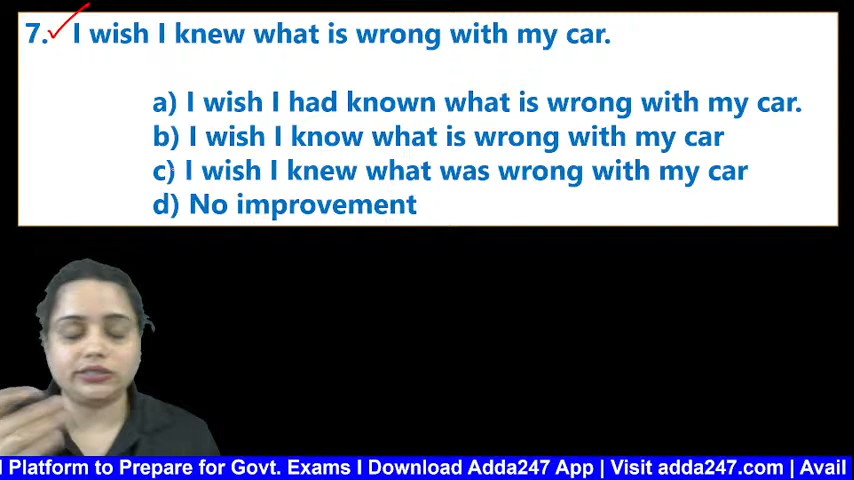 7. I wish I knew what is wrong with my car.
a) I wish I had known what is wrong with my car.
b) I wish I know what is wrong with my car
c) I wish I knew what was wrong with my car
d) No improvement
Platform to Prepare for Govt. Exams I Download Adda247 App | Visit adda247.com | Avail